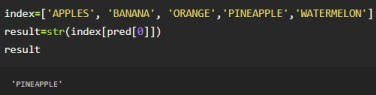 index=['APPLES', 'BANANA', 'ORANGE','PINEAPPLE','WATERMELON']
result=str(index[pred[0]])
result
'PINEAPPLE'